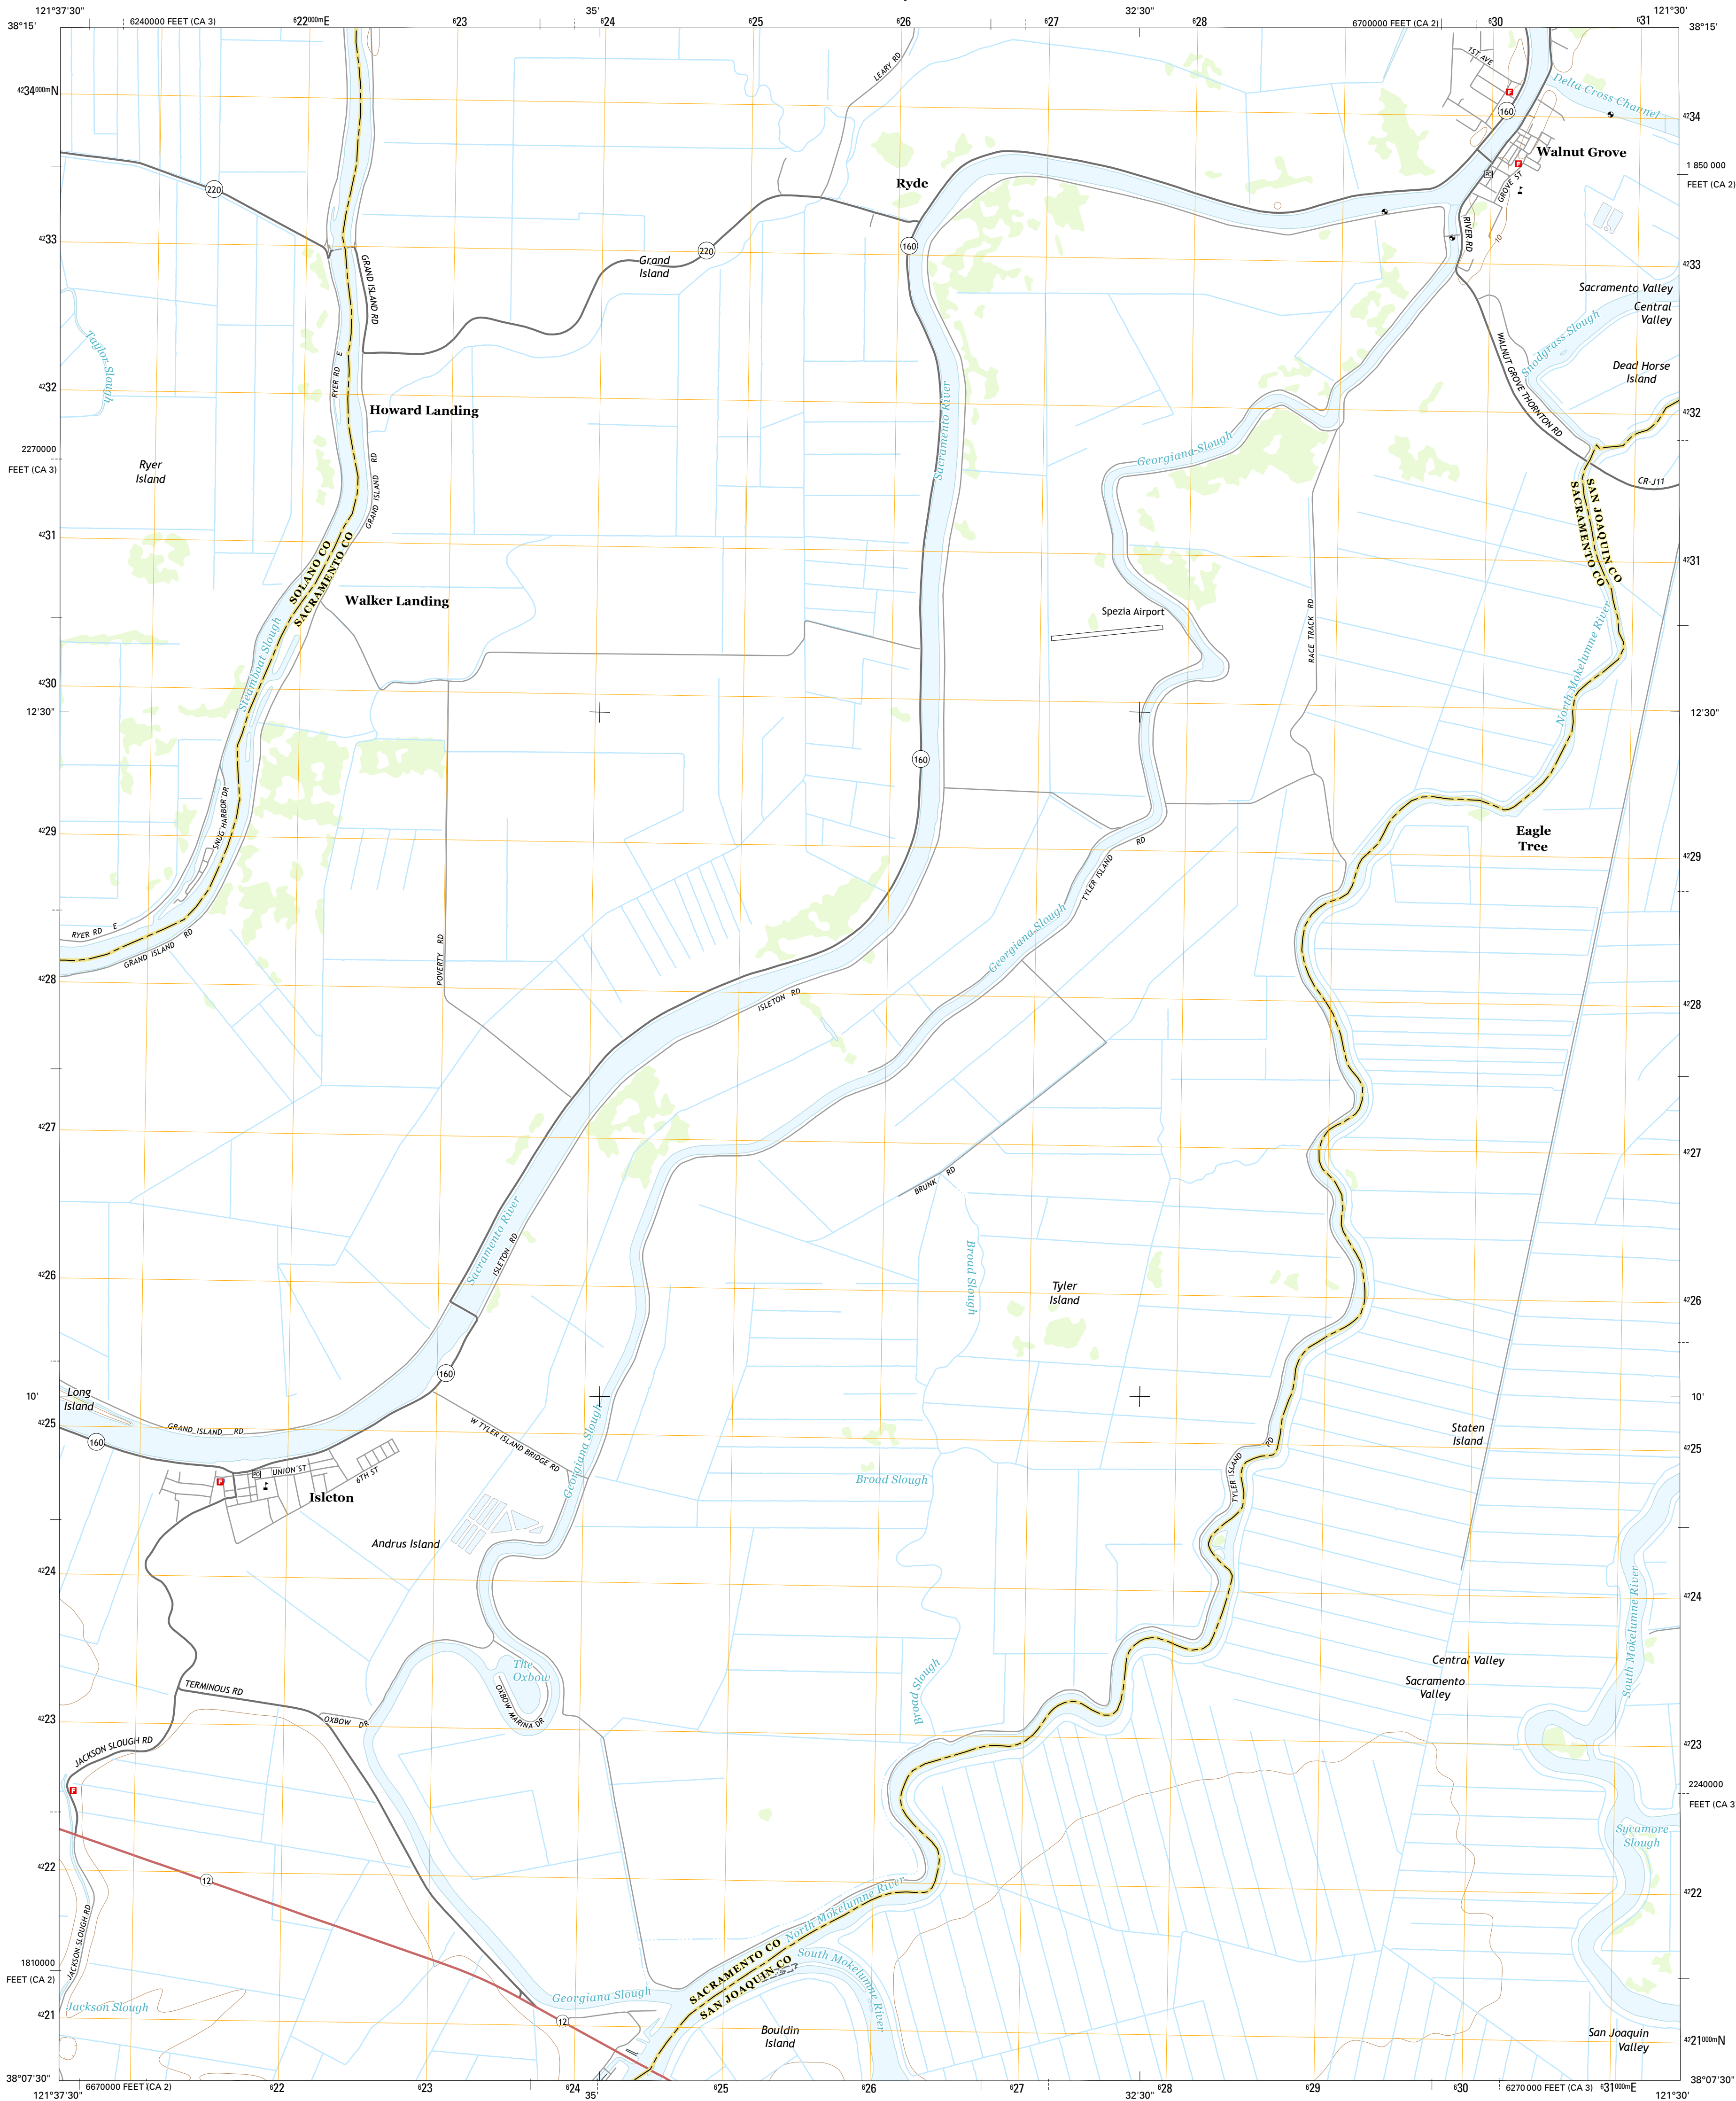 121°37'30"
6240000 FEET (CA 3)
622000mE
623
35'
624
625
626
627
32'30"
628
6700000 FEET (CA 2)
630
631
121°30'
38°15'
38°15'
4234000mN
LEARY RD
1ST AVE
Delta Cross Channel
160
4234
Walnut Grove
1 850 000
FEET (CA 2)
220
Ryde
GROVE ST
RIVER RD
10
4233
160
220
Grand
Island
GRAND ISLAND RD
4233
Sacramento Valley
Central
Valley
Snodgrass Slough
Taylor Slough
RYER RD E
WALNUT GROVE THORNTON RD
Dead Horse
Island
4232
Howard Landing
Sacramento River
4232
2270000
FEET (CA 3)
Ryer
Island
GRAND ISLAND RD
Georgiana Slough
CR-J11
SAN JOAQUIN CO
SACRAMENTO CO
4231
SOLANO CO
SACRAMENTO CO
4231
Walker Landing
Spezia Airport
RACE TRACK RD
North Mokelumne River
Steamboat Slough
4230
12'30"
12'30"
160
SNUG HARBOR DR
4229
Eagle
Tree
TYLER ISLAND RD
4229
RYER RD E
GRAND ISLAND RD
POVERTY RD
Georgiana Slough
4228
ISLETON RD
4228
4227
4227
BRUNK RD
Sacramento River
ISLETON RD
Broad Slough
4226
Tyler
Island
4226
160
Long
Island
10'
10'
4225
GRAND ISLAND RD
160
W TYLER ISLAND BRIDGE RD
Georgiana Slough
Staten
Island
TYLER ISLAND RD
4225
UNION ST
6TH ST
Isleton
Broad Slough
Andrus Island
4224
4224
South Mokelumne River
The
Oxbow
Broad Slough
Central Valley
Sacramento
Valley
TERMINOUS RD
OXBOW MARINA DR
OXBOW DR
4223
JACKSON SLOUGH RD
4223
2240000
FEET (CA 3
Sycamore
Slough
4222
12
North Mokelumne River
4222
JACKSON SLOUGH RD
SACRAMENTO CO
SAN JOAQUIN CO
South Mokelumne River
1810000
FEET (CA 2)
Jackson Slough
Georgiana Slough
4221
12
Bouldin
Island
San Joaquin
Valley
4221000mN
38°07'30"
38°07'30"
121°37'30"
6670000 FEET (CA 2)
622
623
624
35'
625
626
627
32'30"
628
629
630
6270000 FEET (CA 3)
631000mE
121°30'